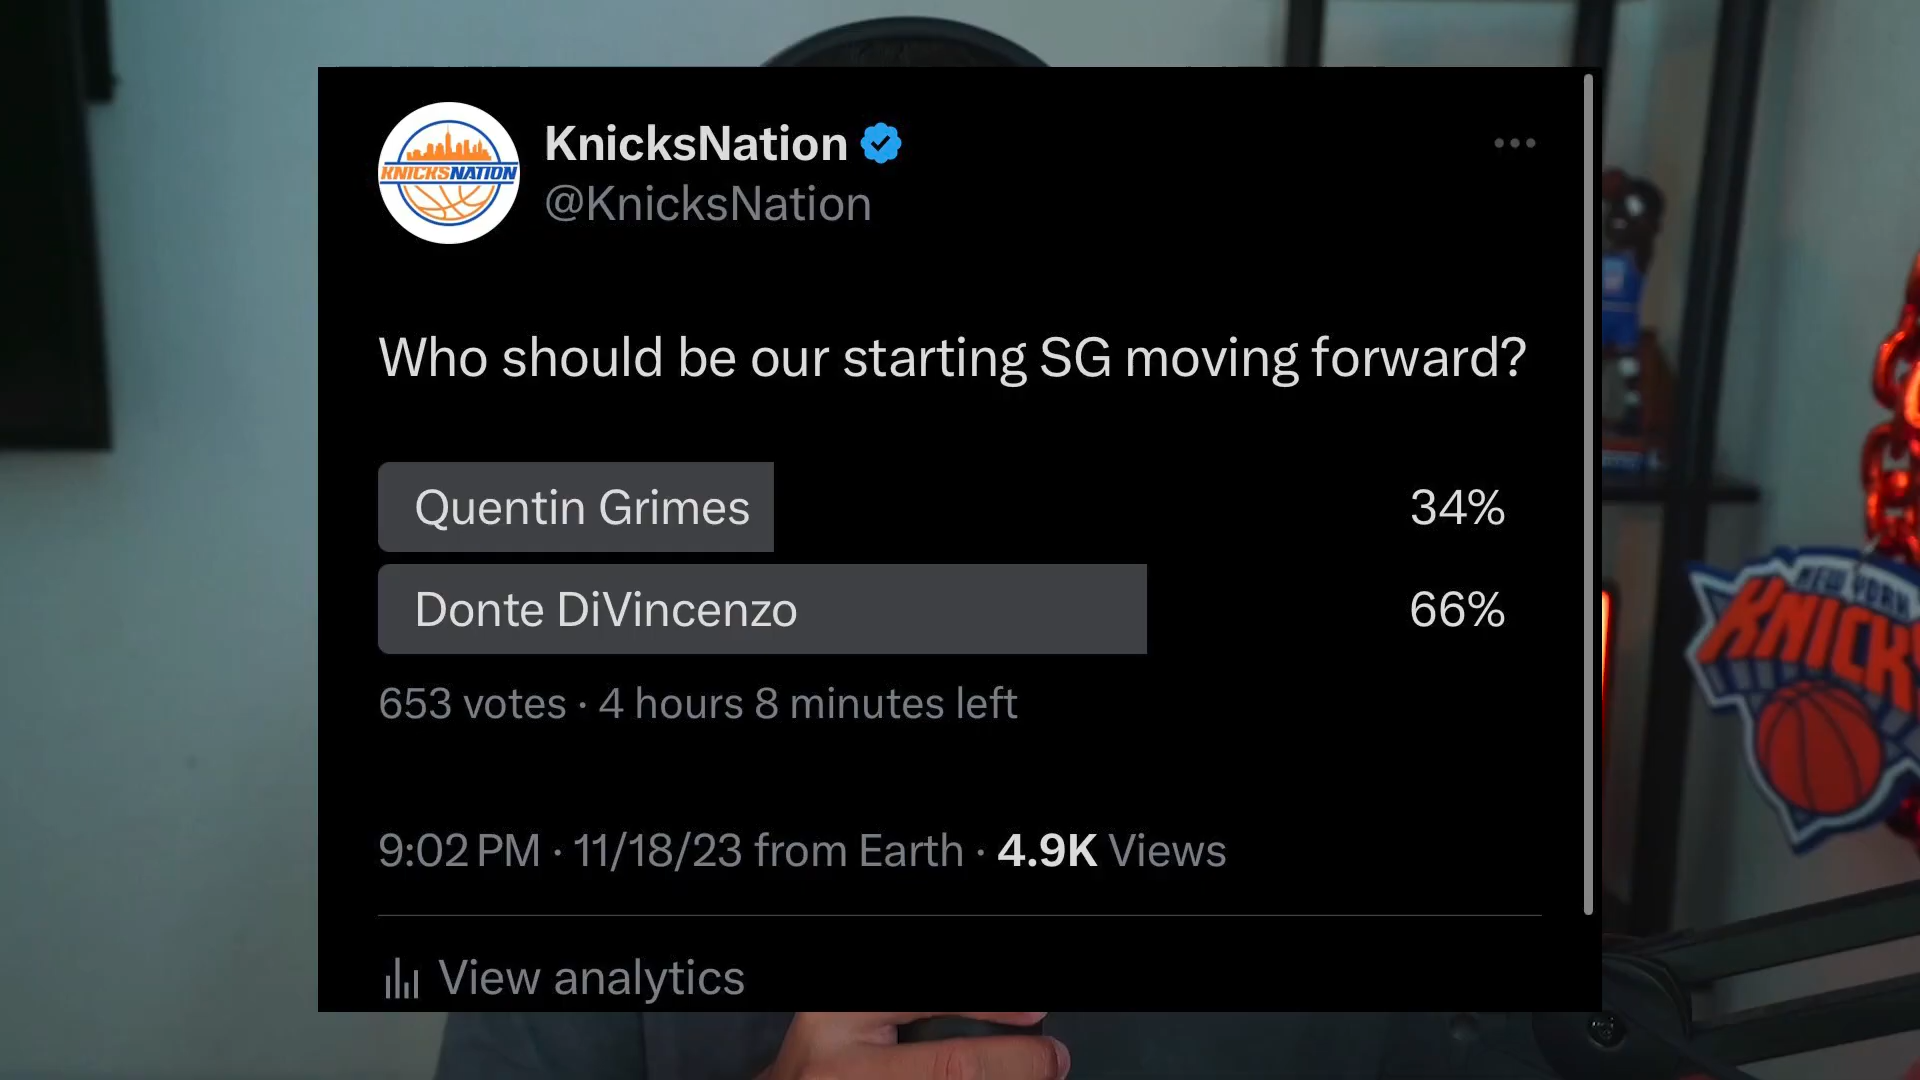 KnicksNation
@KnicksNation
KNICKSNATION
Who should be our starting SG moving forward?
Quentin Grimes 34%
Donte DiVincenzo 66%
653 votes · 4 hours 8 minutes left
9:02 PM · 11/18/23 from Earth · 4.9K Views
View analytics
NEW YORK
KNICKS